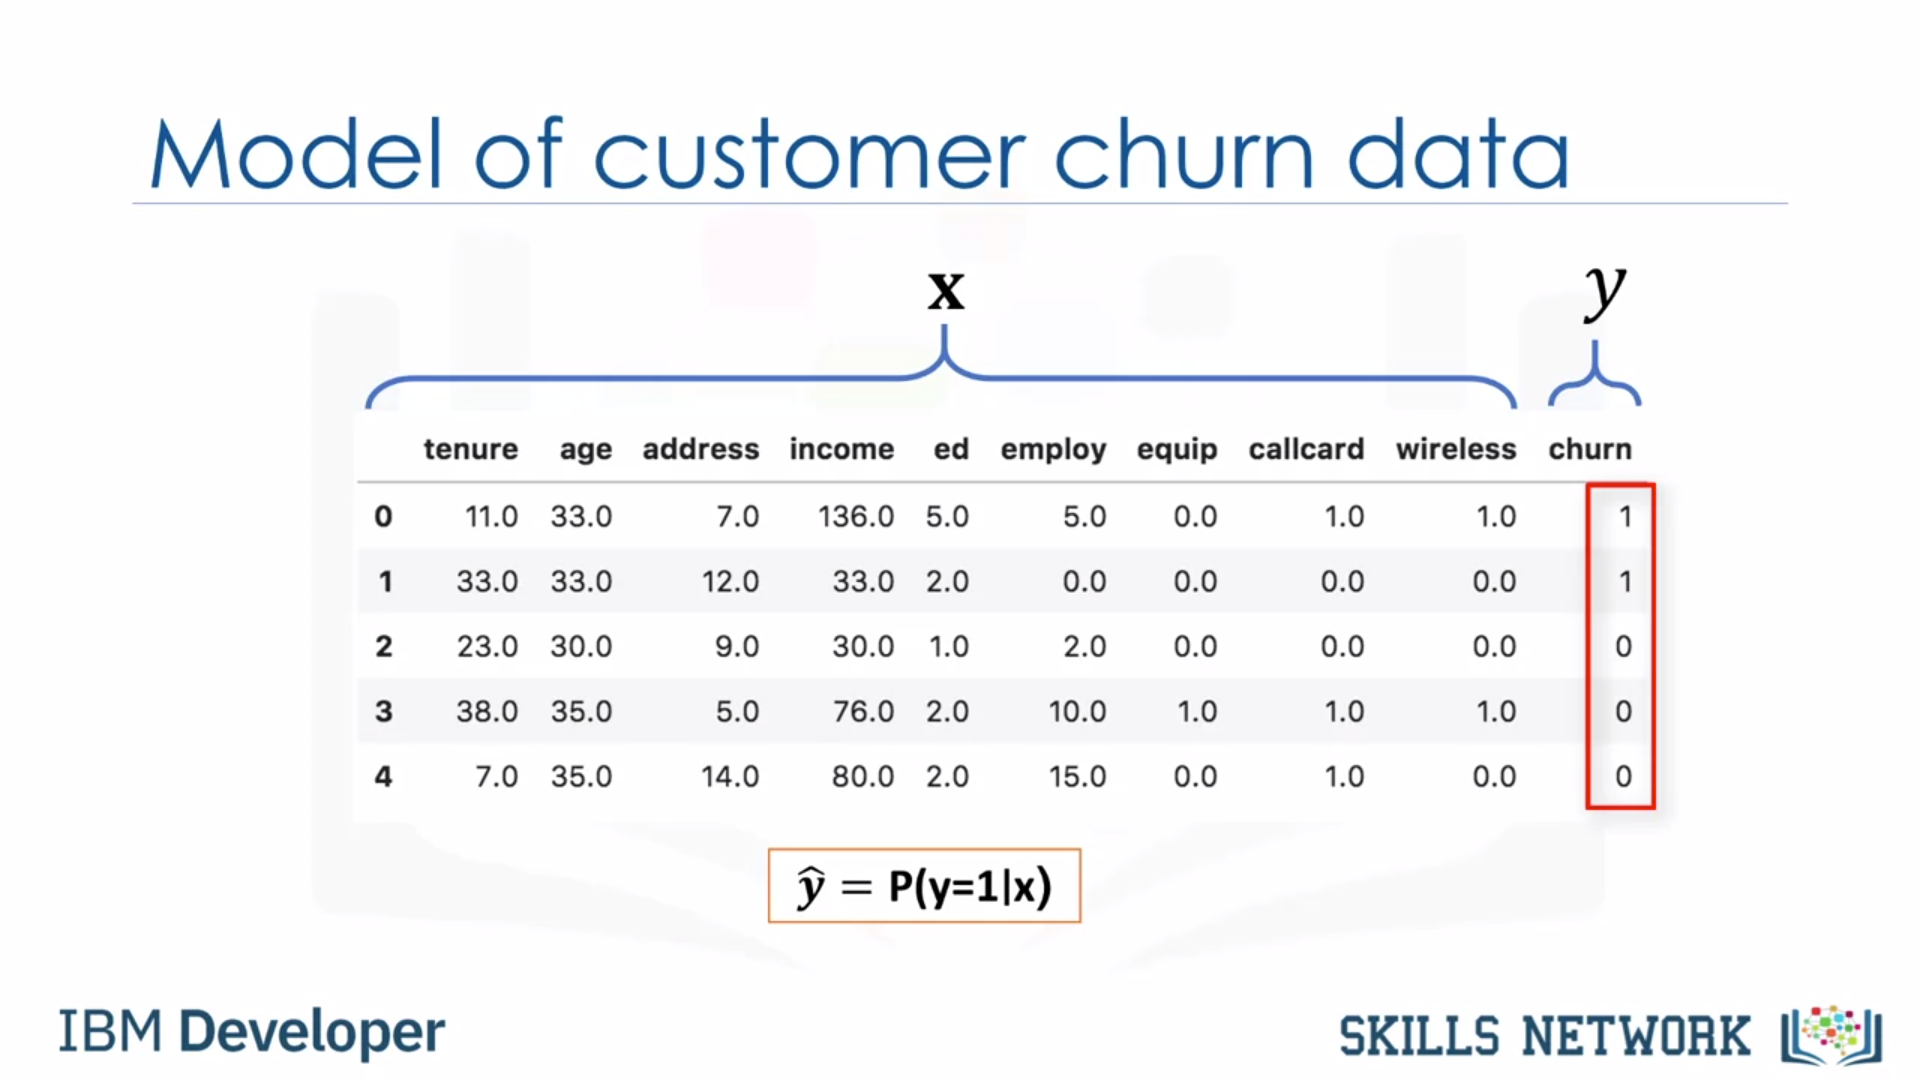 Model of customer churn data
x y
tenure age address income ed employ equip callcard wireless churn
0 11.0 33.0 7.0 136.0 5.0 5.0 0.0 1.0 1.0 1
1 33.0 33.0 12.0 33.0 2.0 0.0 0.0 0.0 0.0 1
2 23.0 30.0 9.0 30.0 1.0 2.0 0.0 0.0 0.0 0
3 38.0 35.0 5.0 76.0 2.0 10.0 1.0 1.0 1.0 0
4 7.0 35.0 14.0 80.0 2.0 15.0 0.0 1.0 0.0 0
ŷ = P(y=1|x)
IBM Developer SKILLS NETWORK